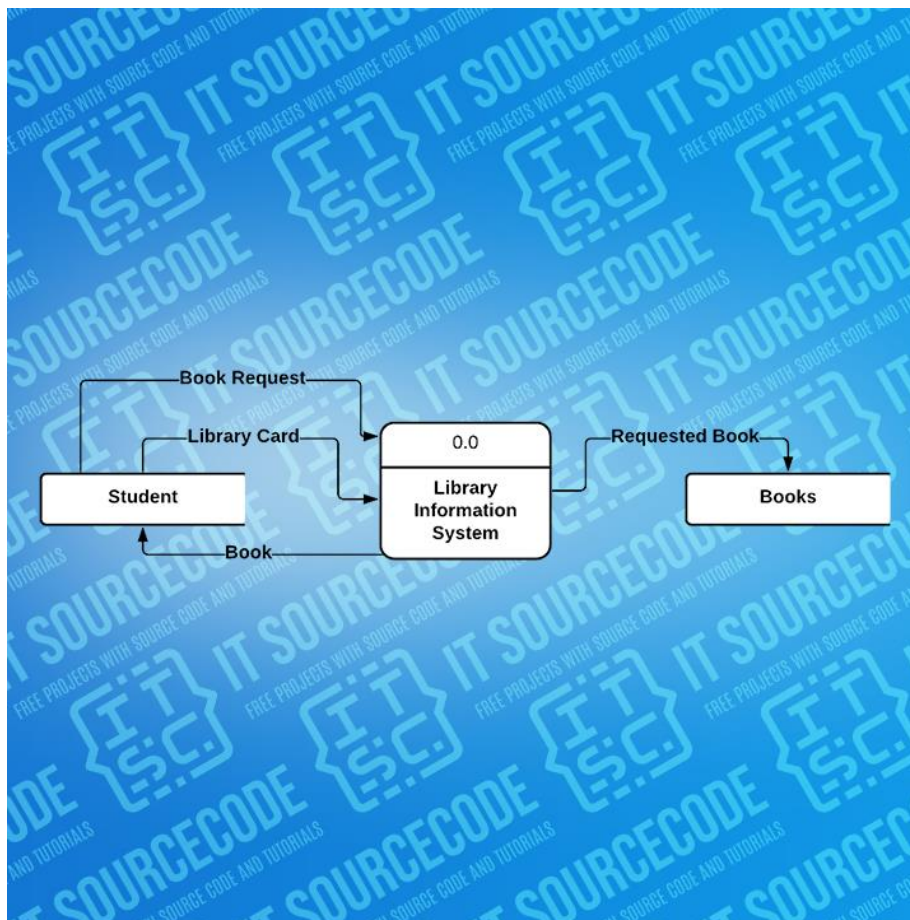 Book Request
Library Card
0.0
Requested Book
Student
Library
Information
System
Books
Book
IT SOURCECODE
FREE PROJECTS WITH SOURCE CODE AND TUTORIALS
ITSC